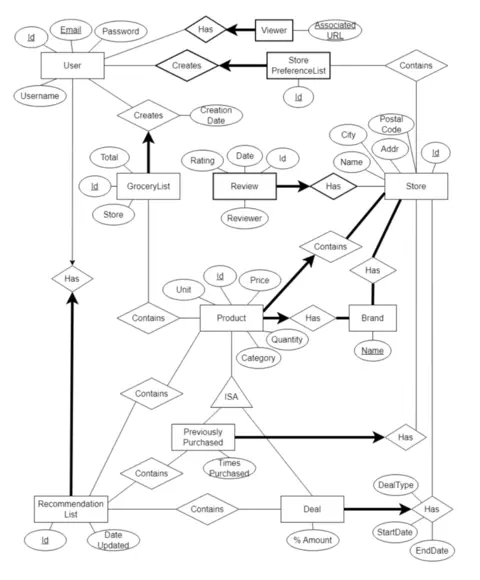 Has
Viewer
Associated
URL
Id
Email
Password
User
Creates
Store
PreferenceList
Contains
Username
Id
Creates
Creation
Date
Postal
Code
City
Addr
Id
Name
Store
Total
Id
GroceryList
Store
Rating
Date
Id
Review
Has
Reviewer
Contains
Has
Has
Id
Price
Unit
Contains
Product
Has
Brand
Quantity
Name
Category
ISA
Contains
Previously
Purchased
Has
Contains
Times
Purchased
DealType
Recommendation
List
Contains
Deal
Has
StartDate
Id
Date
Updated
% Amount
EndDate